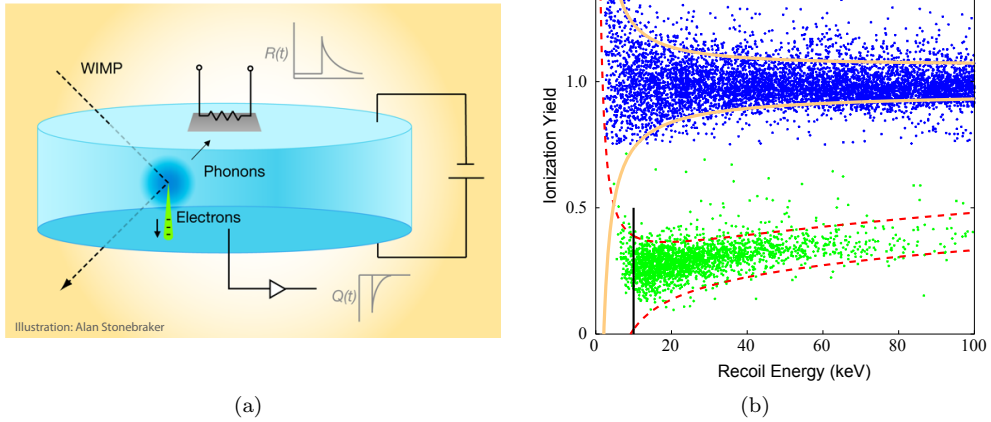 R(t)
WIMP
Phonons
Electrons
Q(t)
Illustration: Alan Stonebraker
(a)
Ionization Yield
1.0
0.5
0
0 20 40 60 80 100
Recoil Energy (keV)
(b)